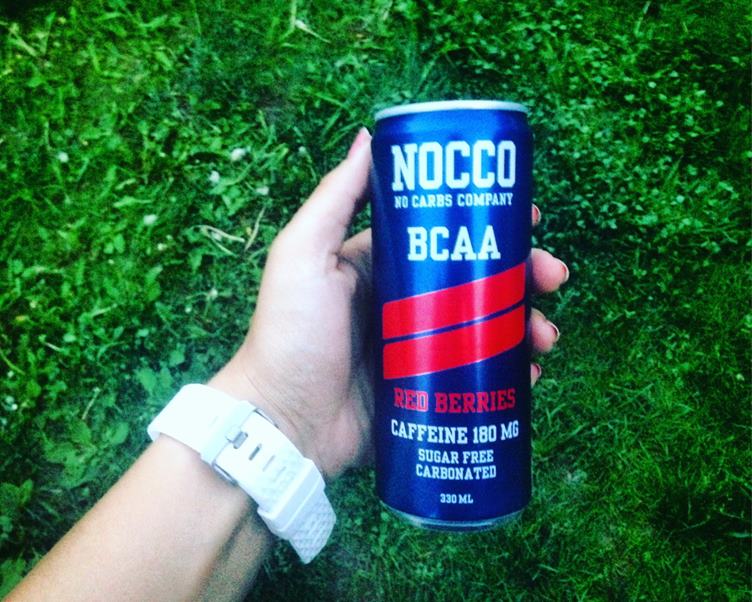 NOCCO
NO CARBS COMPANY
BCAA
RED BERRIES
CAFFEINE 180 MG
SUGAR FREE
CARBONATED
330 ML